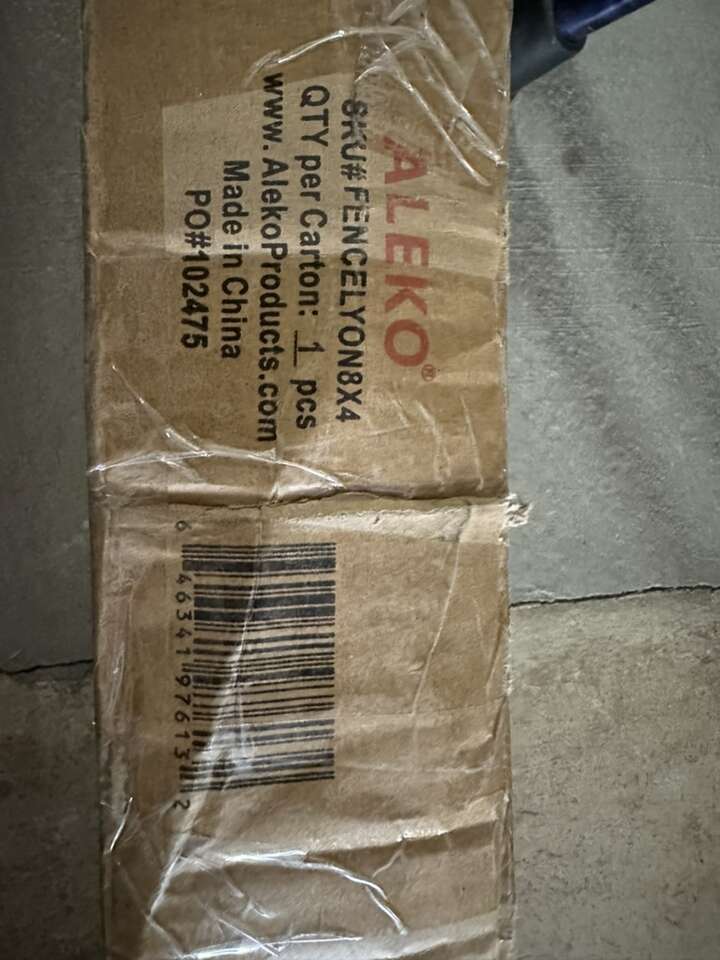 ALEKO®
SKU#FENCELYON8X4
QTY per Carton: 1 pcs
www.AlekoProducts.com
Made in China
PO#102475
6 46341 97613 2